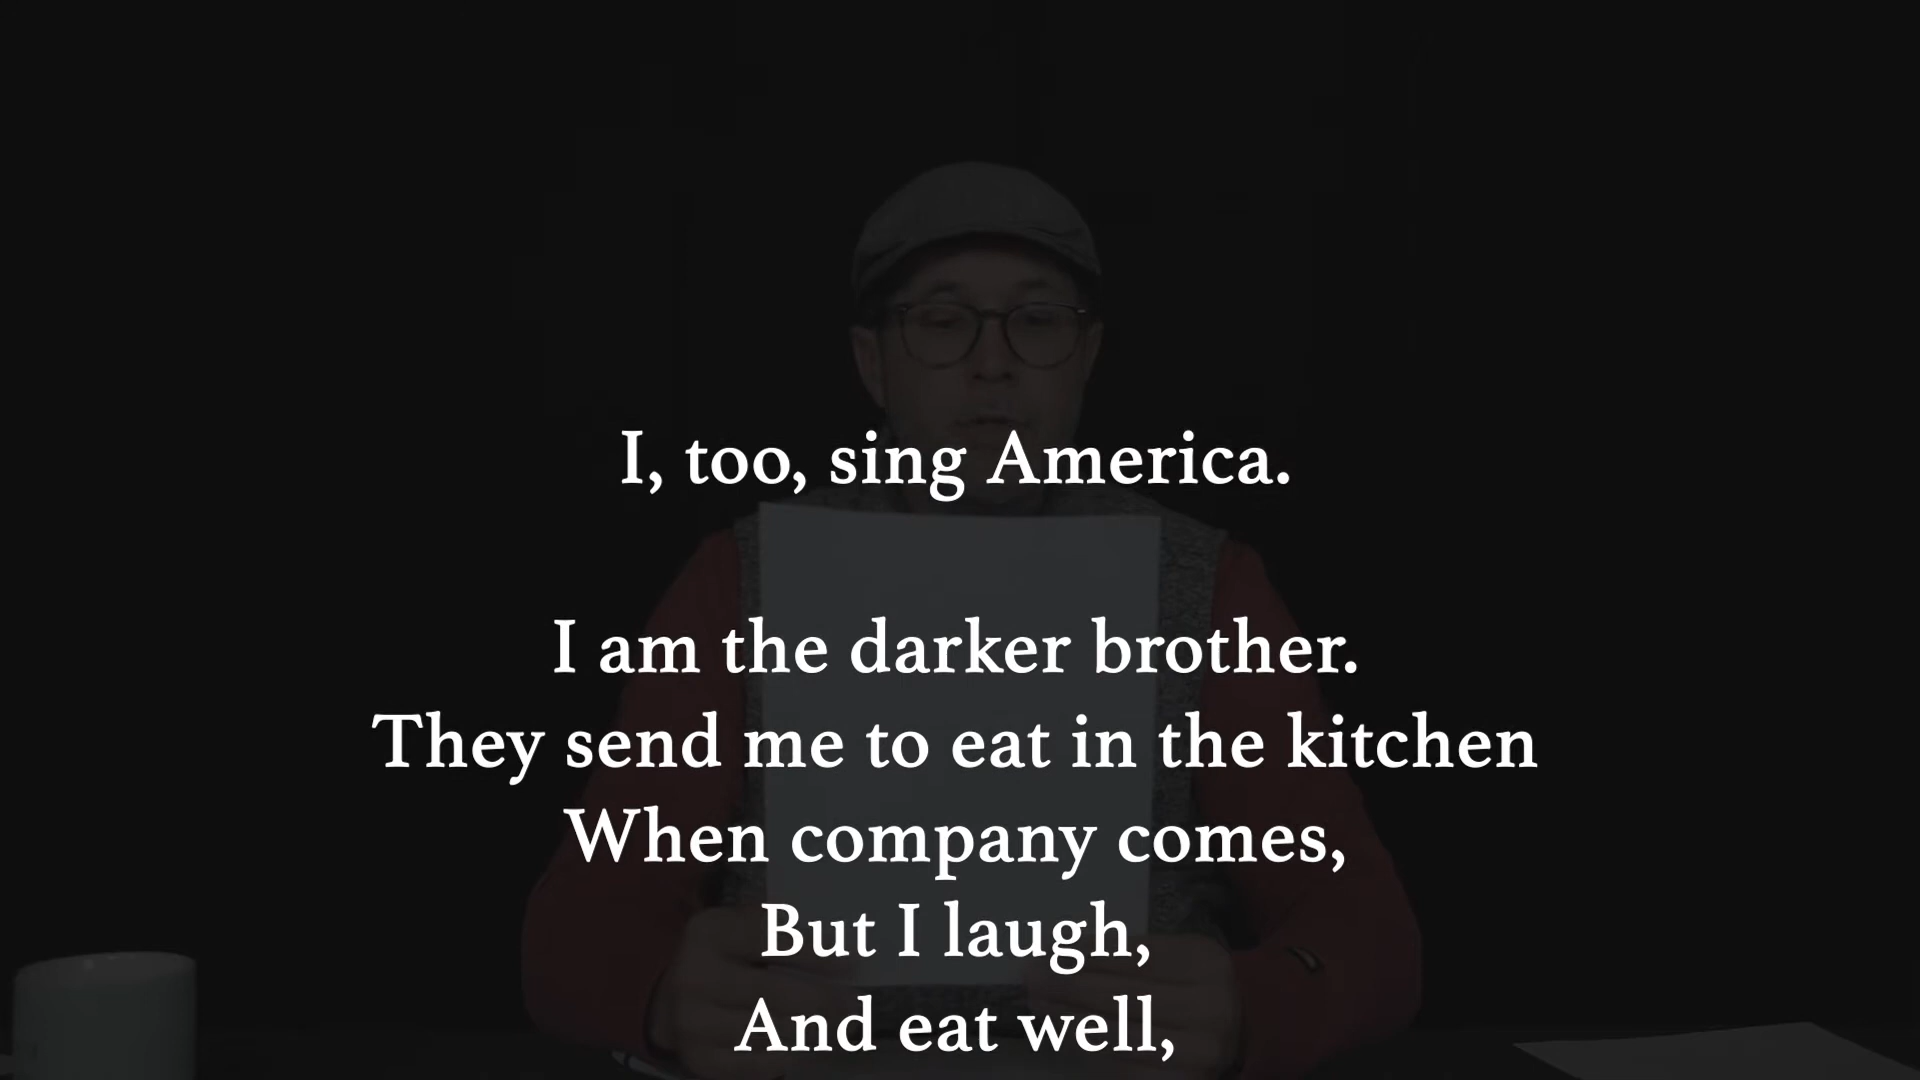 I, too, sing America.
I am the darker brother.
They send me to eat in the kitchen
When company comes,
But I laugh,
And eat well,